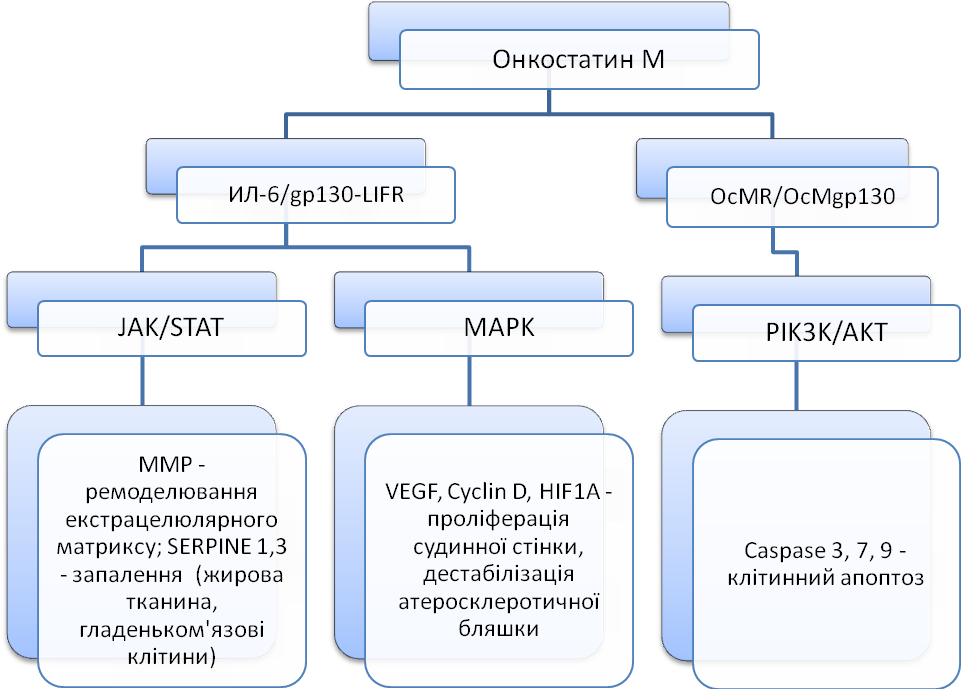 Онкостатин М
ИЛ-6/gp130-LIFR
OcMR/OcMgp130
JAK/STAT
MAPK
PIK3K/AKT
MMP -
ремоделювання
екстрацелюлярного
матриксу; SERPINE 1,3
- запалення (жирова
тканина,
гладеньком'язові
клітини)
VEGF, Cyclin D, HIF1A -
проліферація
судинної стінки,
дестабілізація
атеросклеротичної
бляшки
Caspase 3, 7, 9 -
клітинний апоптоз